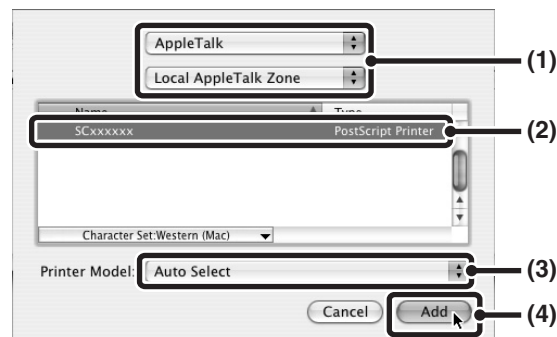 AppleTalk
(1)
Local AppleTalk Zone
Name Type
SCxxxxxx PostScript Printer (2)
Character Set:Western (Mac)
Printer Model: Auto Select (3)
Cancel Add (4)